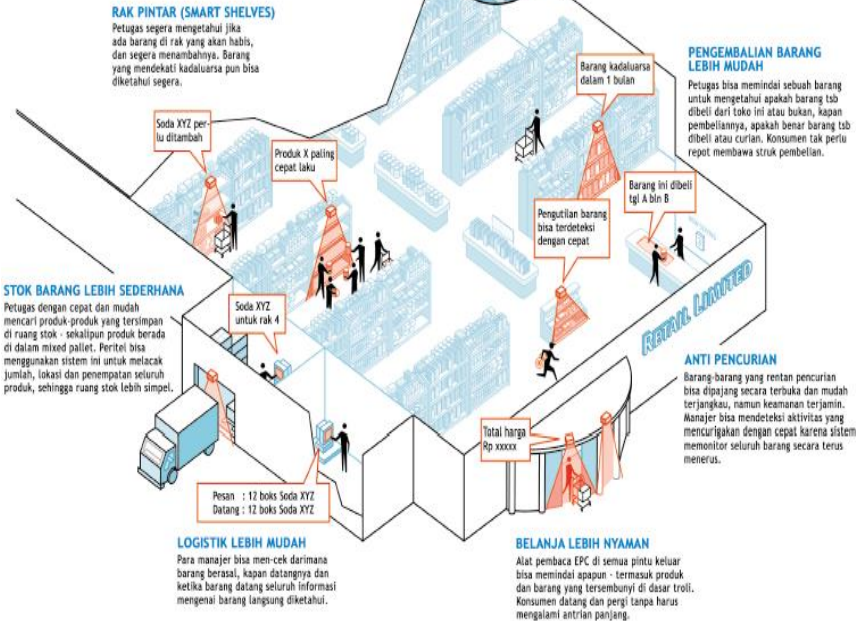 RAK PINTAR (SMART SHELVES)
Petugas segera mengetahui jika
ada barang di rak yang akan habis,
dan segera menambahnya. Barang
yang mendekati kadaluarsa pun bisa
diketahui segera.
Barang kadaluarsa
dalam 1 bulan
PENGEMBALIAN BARANG
LEBIH MUDAH
Petugas bisa memindai sebuah barang
untuk mengetahui apakah barang tsb
dibeli dari toko ini atau bukan, kapan
pembeliannya, apakah benar barang tsb
dibeli atau curian. Konsumen tak perlu
repot membawa struk pembelian.
Soda XYZ per-
lu ditambah
Produk X paling
cepat laku
Barang ini dibeli
tgl A bln B
Pengutilan barang
bisa terdeteksi
dengan cepat
STOK BARANG LEBIH SEDERHANA
Petugas dengan cepat dan mudah
mencari produk-produk yang tersimpan
di ruang stok - sekalipun produk berada
di dalam mixed pallet. Peritel bisa
menggunakan sistem ini untuk melacak
jumlah, lokasi dan penempatan seluruh
produk, sehingga ruang stok lebih simpel.
Soda XYZ
untuk rak 4
RETAIL LIMITED
ANTI PENCURIAN
Barang-barang yang rentan pencurian
bisa dipajang secara terbuka dan mudah
terjangkau, namun keamanan terjamin.
Manajer bisa mendeteksi aktivitas yang
mencurigakan dengan cepat karena sistem
memonitor seluruh barang secara terus
menerus.
Total harga
Rp xxxxx
Pesan : 12 boks Soda XYZ
Datang : 12 boks Soda XYZ
LOGISTIK LEBIH MUDAH
Para manajer bisa men-cek darimana
barang berasal, kapan datangnya dan
ketika barang datang seluruh informasi
mengenai barang langsung diketahui.
BELANJA LEBIH NYAMAN
Alat pembaca EPC di semua pintu keluar
bisa memindai apapun - termasuk produk
dan barang yang tersembunyi di dasar troli.
Konsumen datang dan pergi tanpa harus
mengalami antrian panjang.